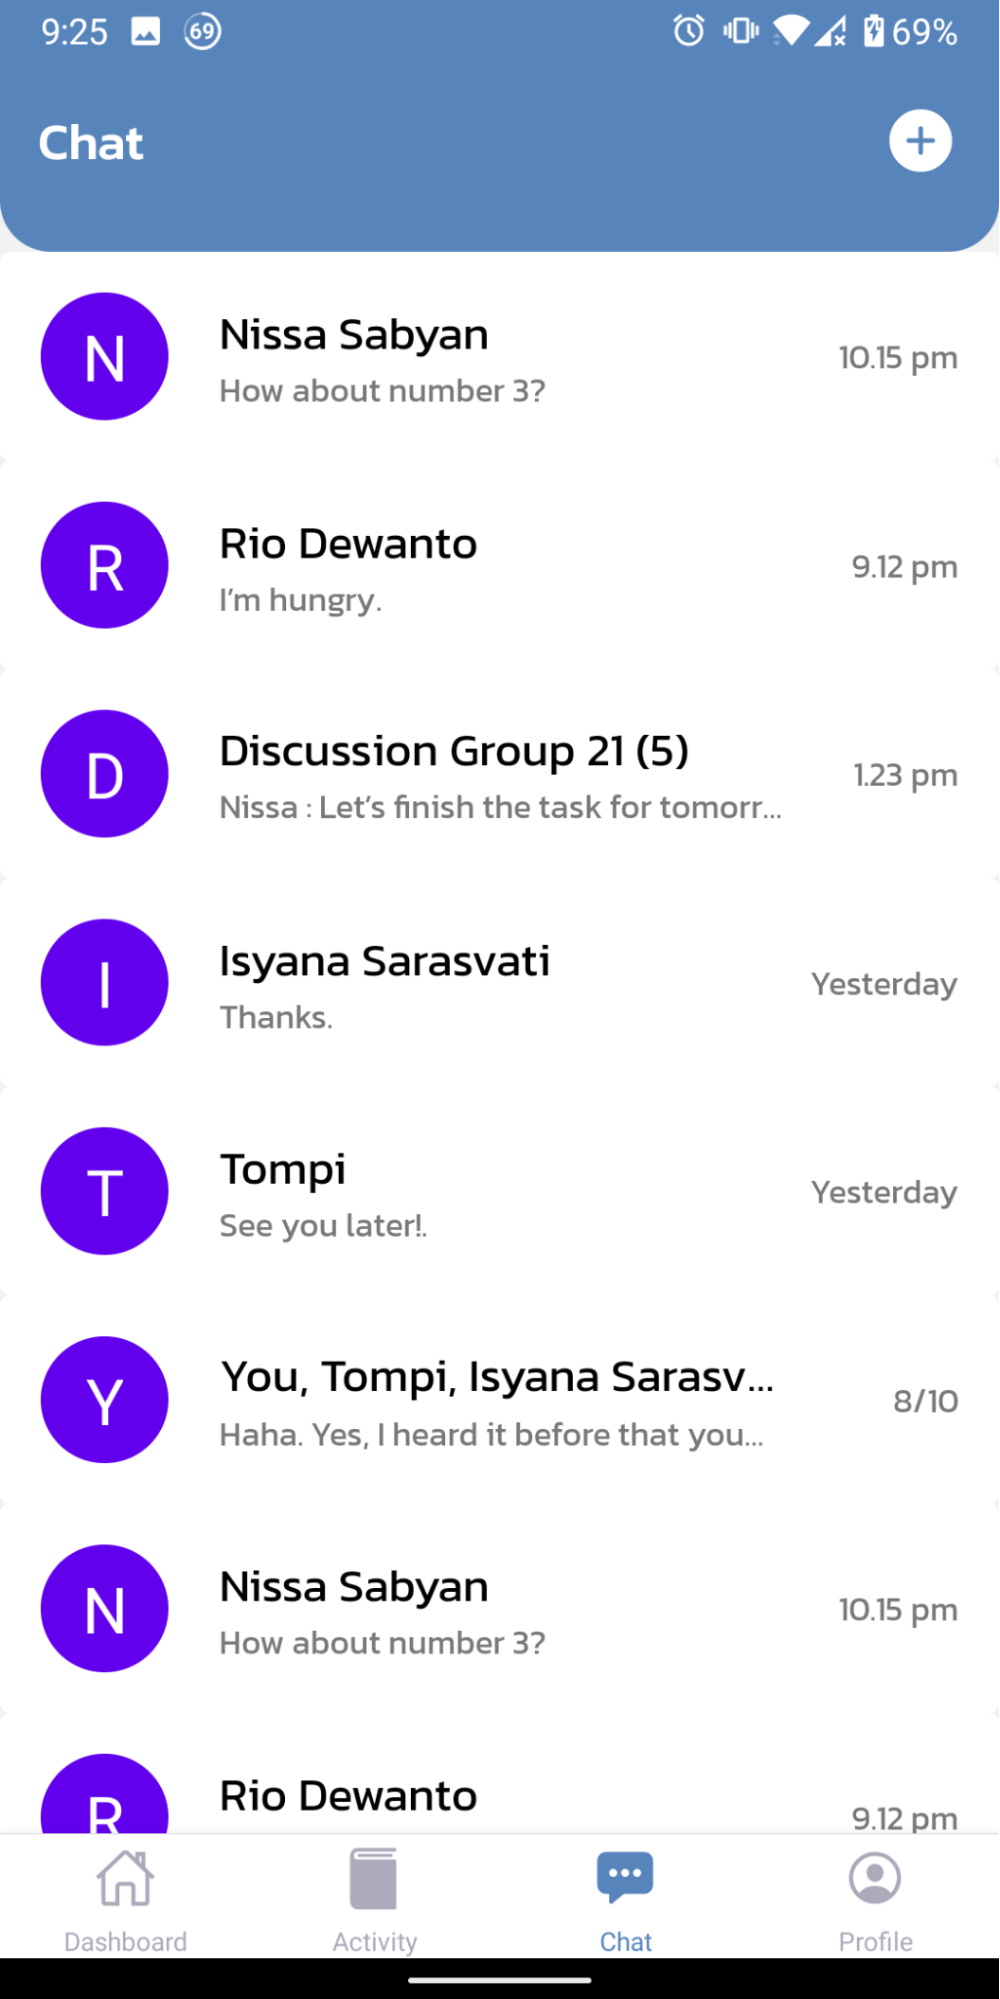 9:25 69 69%
Chat
N Nissa Sabyan
How about number 3?
10.15 pm
R Rio Dewanto
I'm hungry.
9.12 pm
D Discussion Group 21 (5)
Nissa : Let's finish the task for tomorr...
1.23 pm
I Isyana Sarasvati
Thanks.
Yesterday
T Tompi
See you later!.
Yesterday
Y You, Tompi, Isyana Sarasv...
Haha. Yes, I heard it before that you...
8/10
N Nissa Sabyan
How about number 3?
10.15 pm
R Rio Dewanto
9.12 pm
Dashboard Activity Chat Profile